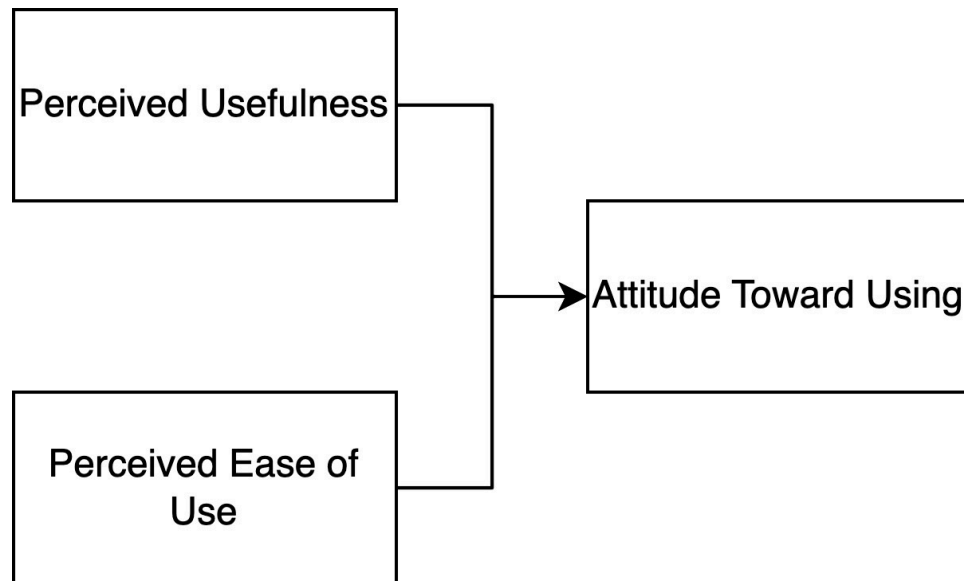 Perceived Usefulness
Attitude Toward Using
Perceived Ease of
Use